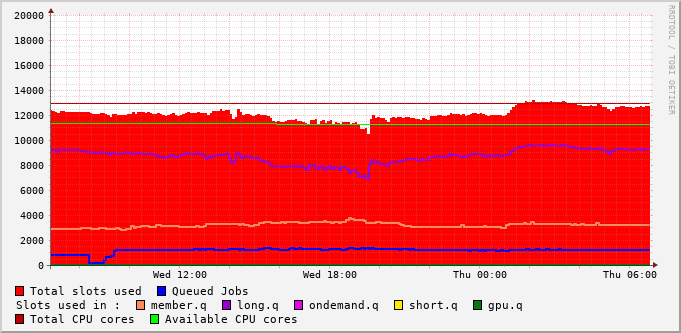 20000
18000
16000
14000
12000
10000
8000
6000
4000
2000
0
Wed 12:00 Wed 18:00 Thu 00:00 Thu 06:00
RRDTOOL / TOBI OETIKER
Total slots used Queued Jobs
Slots used in : member.q long.q ondemand.q short.q gpu.q
Total CPU cores Available CPU cores